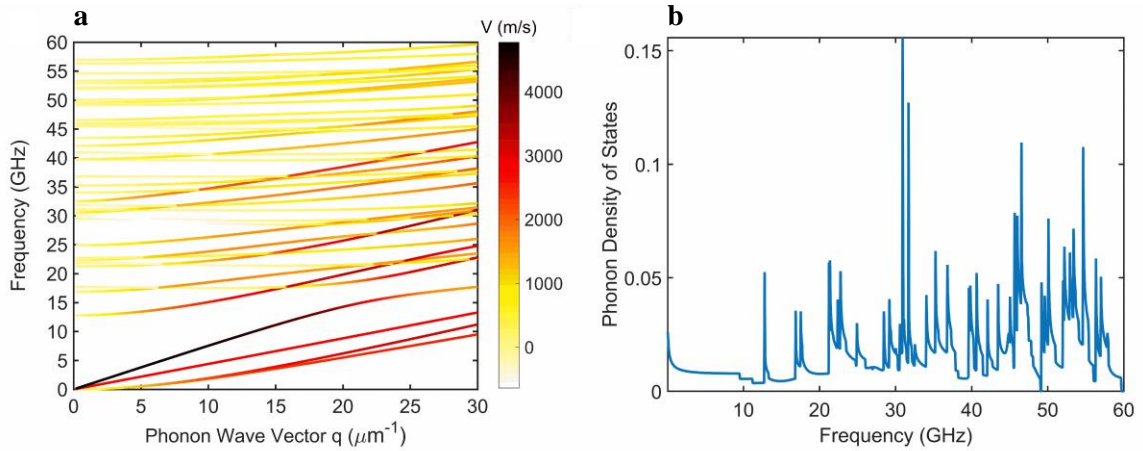 a
V (m/s)
60
55
50
45
40
35
30
25
20
15
10
5
0
Frequency (GHz)
0 5 10 15 20 25 30
Phonon Wave Vector q (μm⁻¹)
4000
3000
2000
1000
0
b
0.15
0.1
0.05
0
Phonon Density of States
10 20 30 40 50 60
Frequency (GHz)